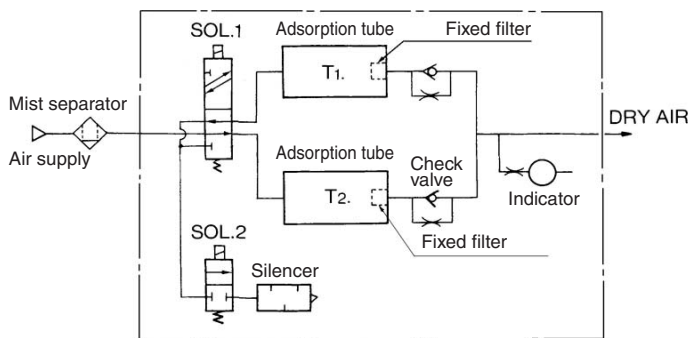 SOL.1
Adsorption tube
Fixed filter
T1.
Mist separator
Air supply
DRY AIR
Adsorption tube
Check
valve
T2.
Indicator
SOL.2
Fixed filter
Silencer